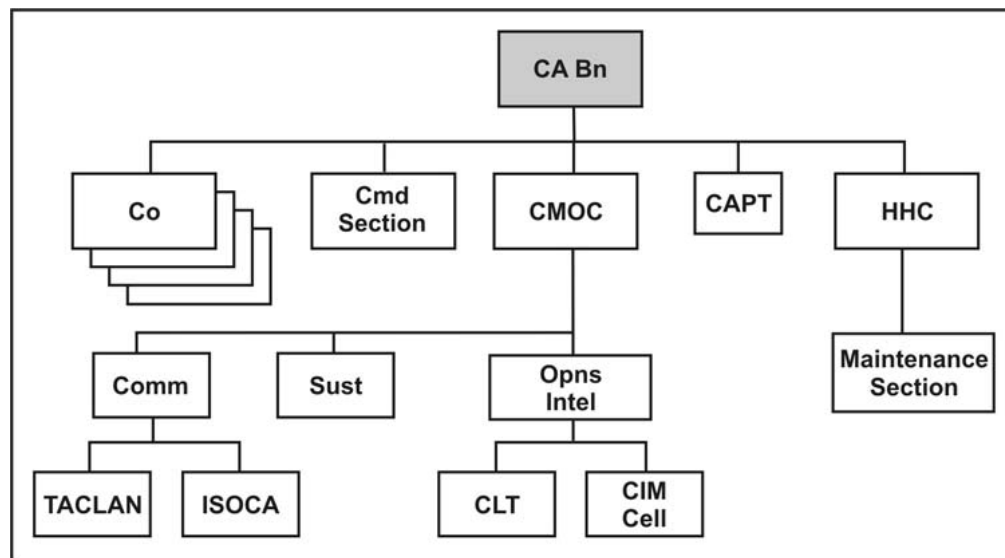 CA Bn
Co
Cmd
Section
CMOC
CAPT
HHC
Comm
Sust
Opns
Intel
Maintenance
Section
TACLAN
ISOCA
CLT
CIM
Cell